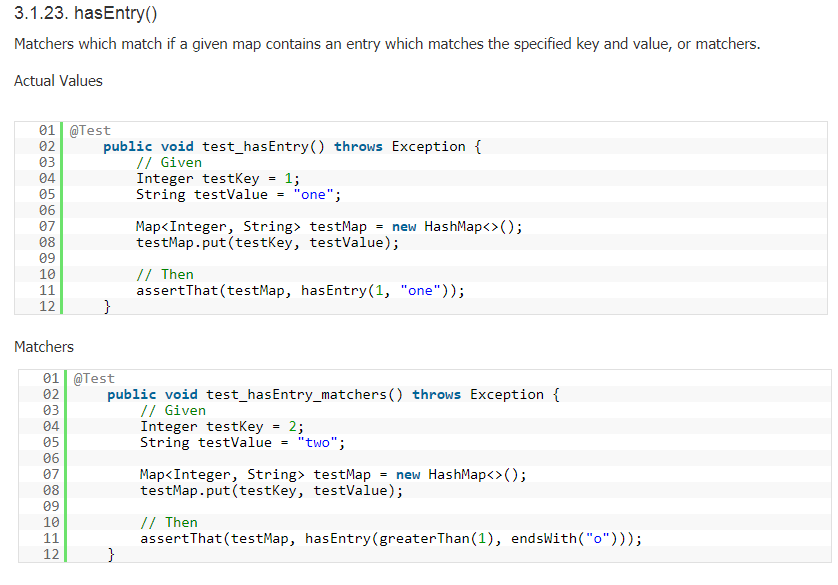 3.1.23. hasEntry()
Matchers which match if a given map contains an entry which matches the specified key and value, or matchers.
Actual Values
01 @Test
02     public void test_hasEntry() throws Exception {
03         // Given
04         Integer testKey = 1;
05         String testValue = "one";
06
07         Map<Integer, String> testMap = new HashMap<>();
08         testMap.put(testKey, testValue);
09
10         // Then
11         assertThat(testMap, hasEntry(1, "one"));
12     }
Matchers
01 @Test
02     public void test_hasEntry_matchers() throws Exception {
03         // Given
04         Integer testKey = 2;
05         String testValue = "two";
06
07         Map<Integer, String> testMap = new HashMap<>();
08         testMap.put(testKey, testValue);
09
10         // Then
11         assertThat(testMap, hasEntry(greaterThan(1), endsWith("o")));
12     }